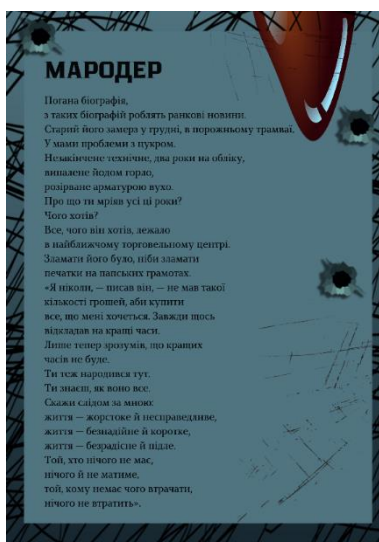 МАРОДЕР
Погана біографія,
з таких біографій роблять ранкові новини.
Старий його замерз у грудні, в порожньому трамваї.
У мами проблеми з цукром.
Незакінчене технічне, два роки на обліку,
випалене йодом горло,
розірване арматурою вухо.
Про що ти мріяв усі ці роки?
Чого хотів?
Все, чого він хотів, лежало
в найближчому торговельному центрі.
Зламати його було, ніби зламати
печатки на папських грамотах.
«Я ніколи, — писав він, — не мав такої
кількості грошей, аби купити
все, що мені хочеться. Завжди щось
відкладав на кращі часи.
Лише тепер зрозумів, що кращих
часів не буде.
Ти теж народився тут.
Ти знаєш, як воно все.
Скажи слідом за мною:
життя — жорстоке й несправедливе,
життя — безнадійне й коротке,
життя — безрадісне й підле.
Той, хто нічого не має,
нічого й не матиме,
той, кому немає чого втрачати,
нічого не втратить».